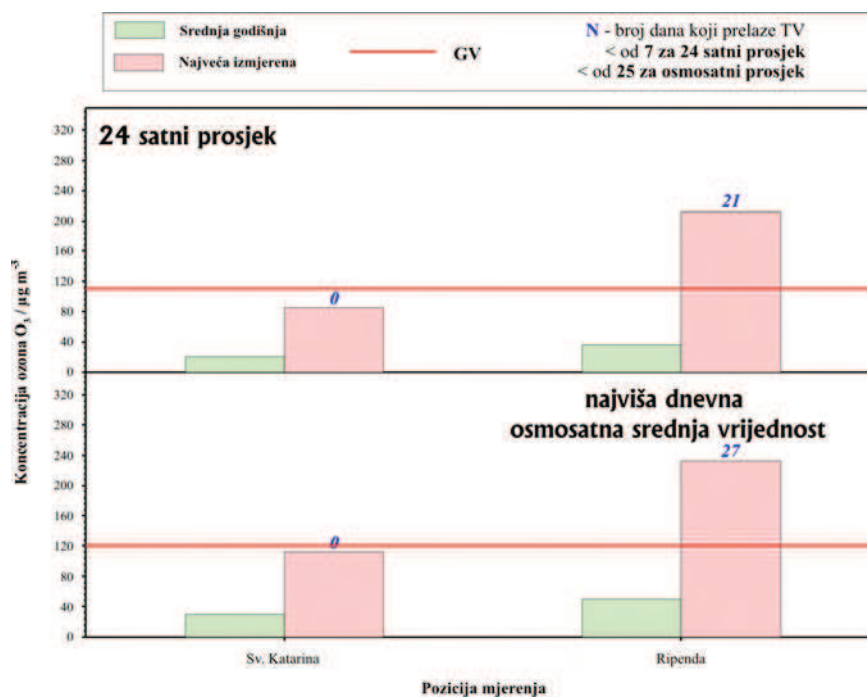 Srednja godišnja
Najveća izmjerena
GV
N - broj dana koji prelaze TV
< od 7 za 24 satni prosjek
< od 25 za osmosatni prosjek
24 satni prosjek
320
280
240
200
160
120
80
40
0
21
0
Koncentracija ozona O3 / µg m-3
najviša dnevna
osmosatna srednja vrijednost
320
280
240
200
160
120
80
40
0
27
0
Sv. Katarina
Ripenda
Pozicija mjerenja